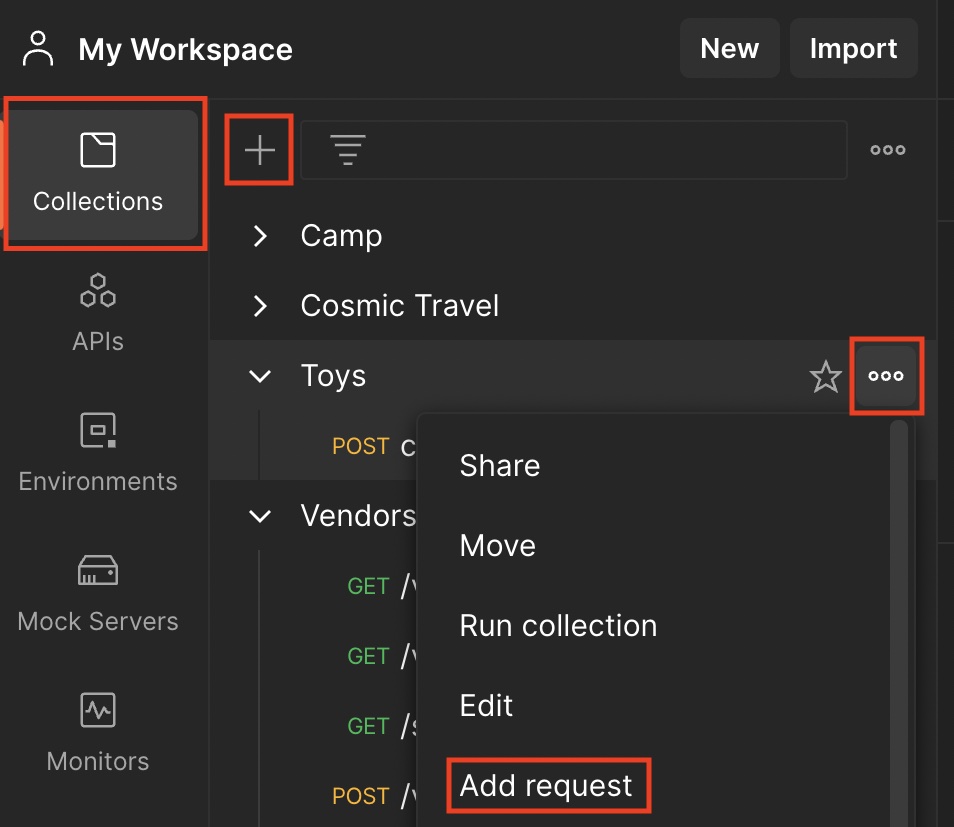 My Workspace
New
Import
Collections
APIs
Environments
Mock Servers
Monitors
Camp
Cosmic Travel
Toys
POST c
Vendors
GET /v
GET /v
GET /s
POST /v
Share
Move
Run collection
Edit
Add request